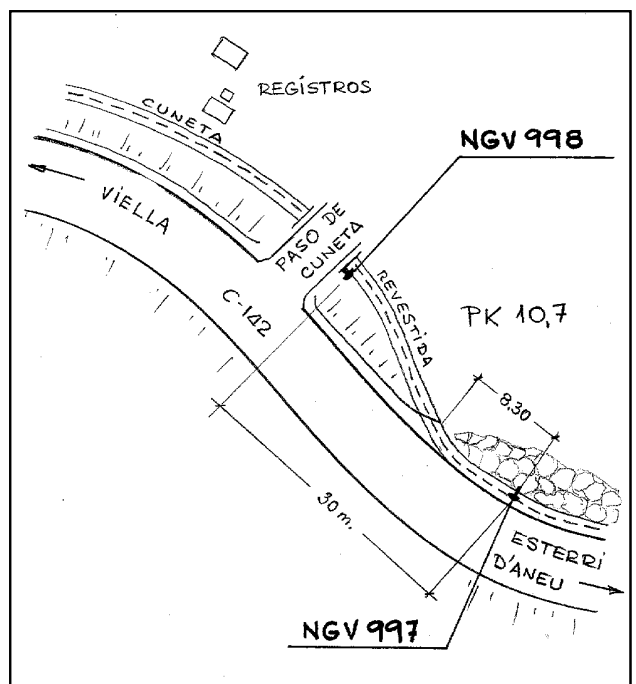 REGÍSTROS
CUNETA
NGV 998
VIELLA
PASO DE
CUNETA
C-142
REVESTIDA
PK 10,7
8,30
30 m.
ESTERRI
D'ANEU
NGV 997